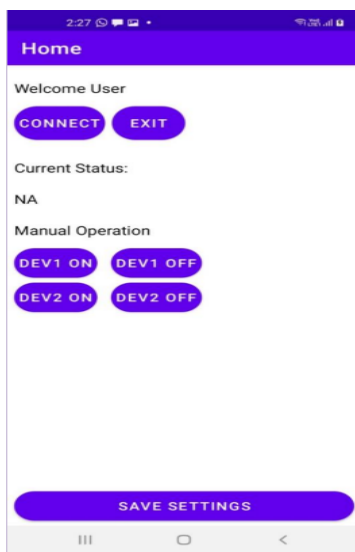 2:27
Home
Welcome User
CONNECT EXIT
Current Status:
NA
Manual Operation
DEV1 ON DEV1 OFF
DEV2 ON DEV2 OFF
SAVE SETTINGS